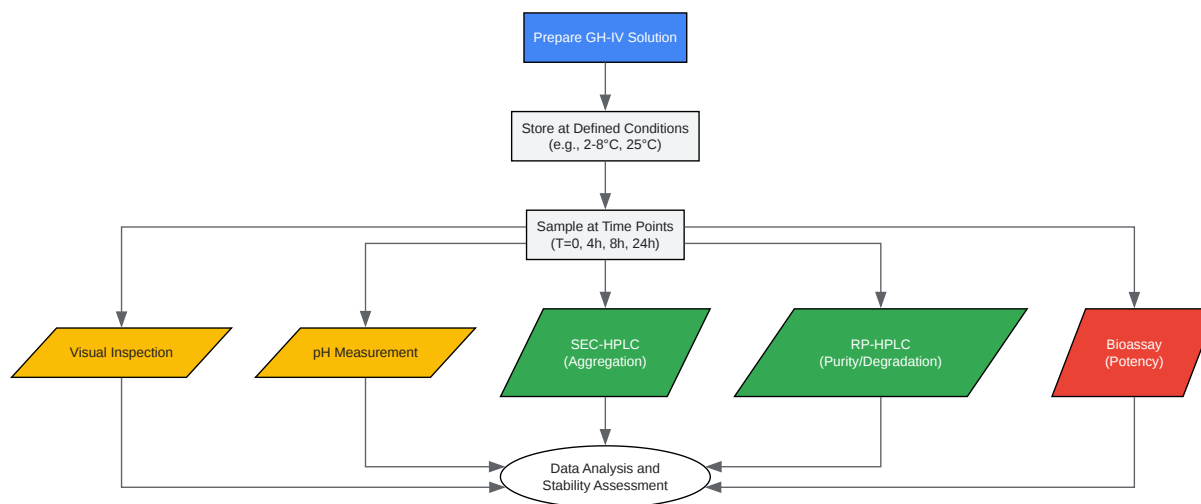 Prepare GH-IV Solution
Store at Defined Conditions
(e.g., 2-8°C, 25°C)
Sample at Time Points
(T=0, 4h, 8h, 24h)
Visual Inspection
pH Measurement
SEC-HPLC
(Aggregation)
RP-HPLC
(Purity/Degradation)
Bioassay
(Potency)
Data Analysis and
Stability Assessment